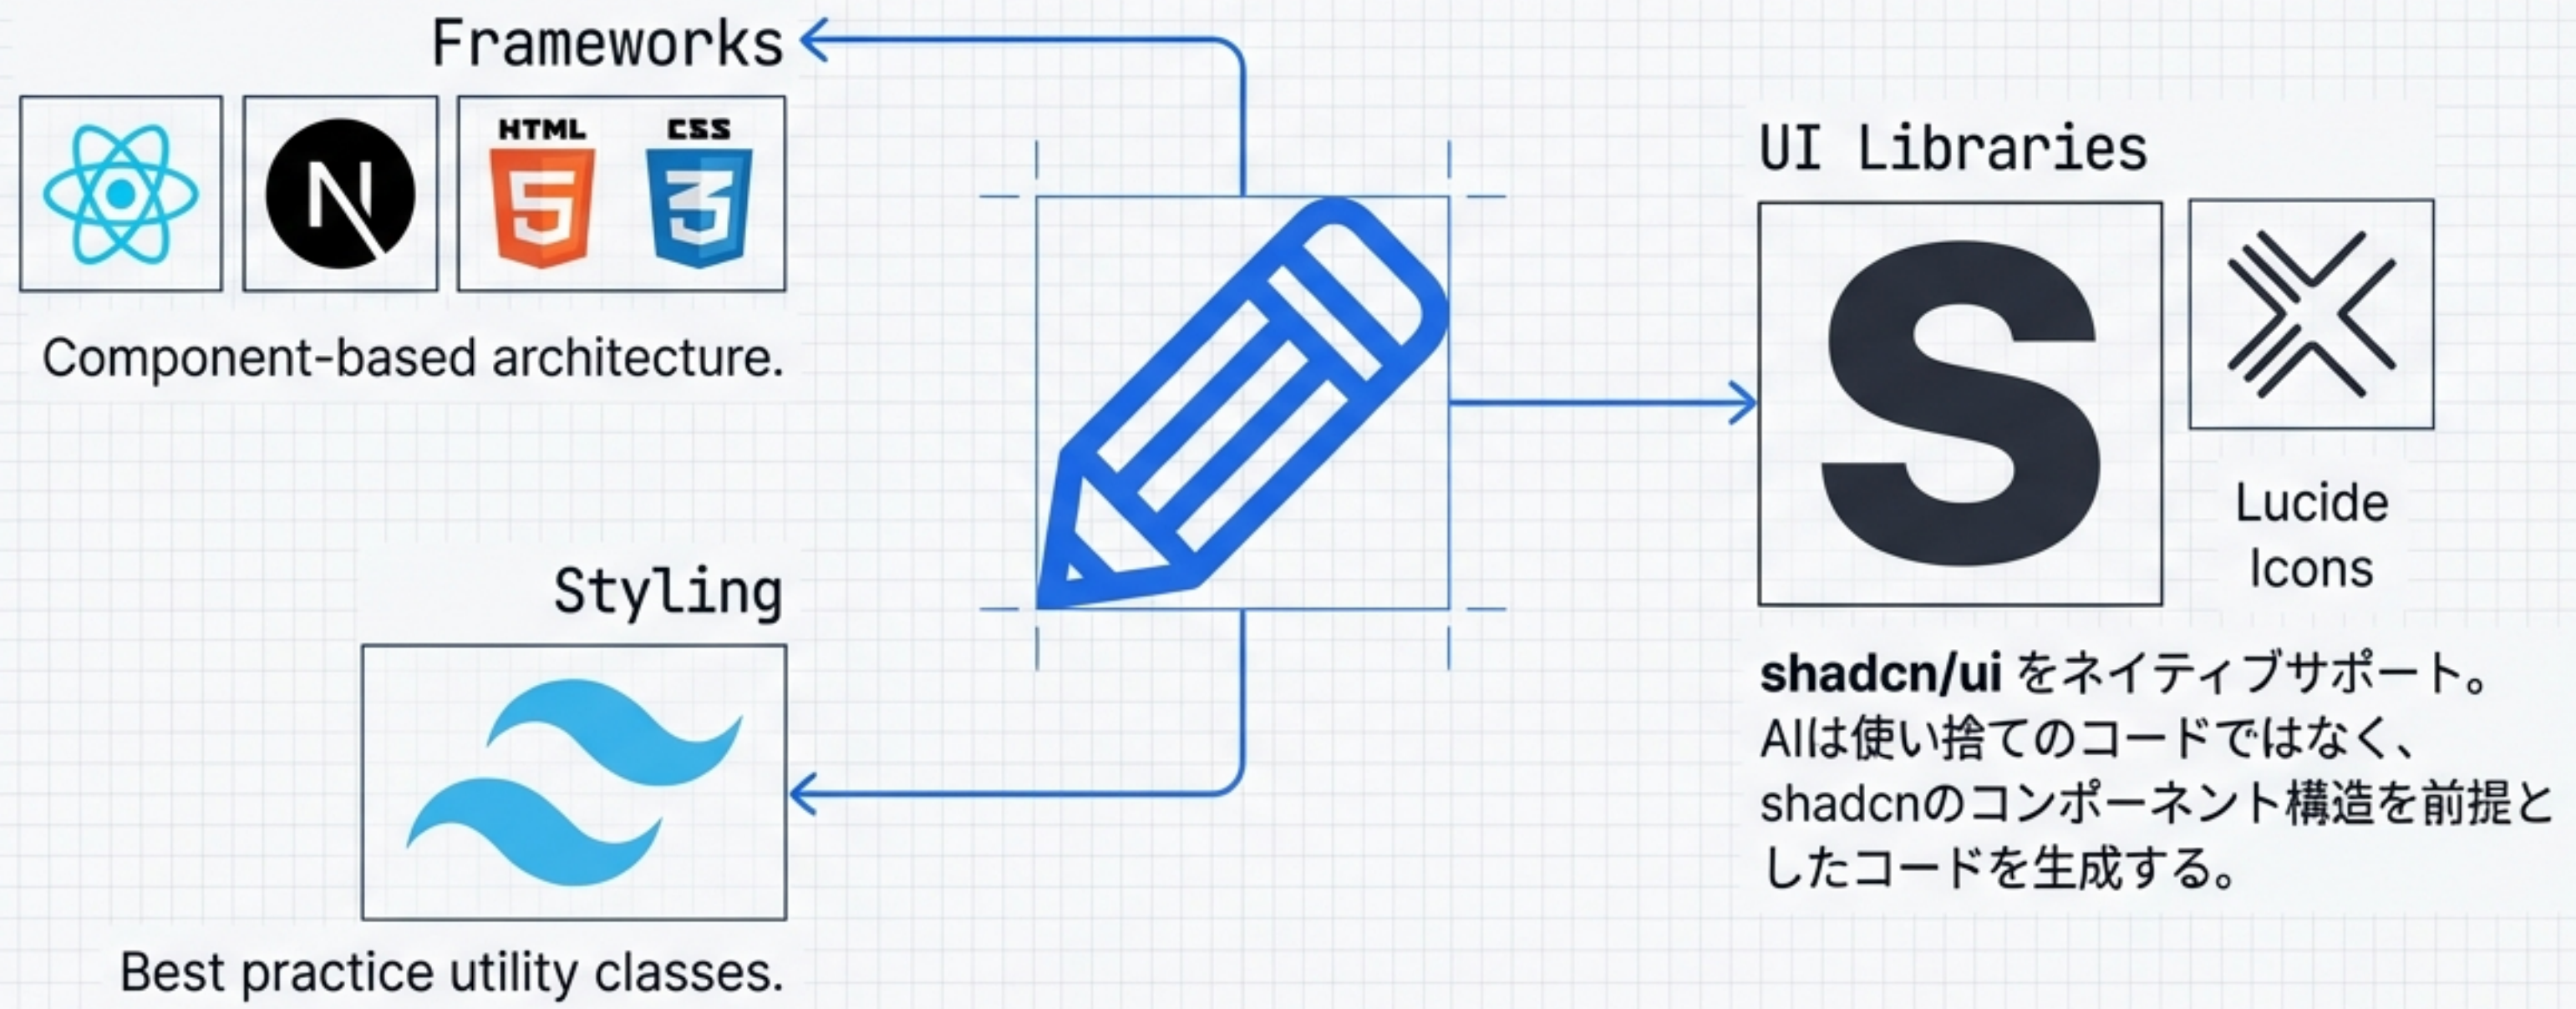 Frameworks
HTML
5
CSS
3
N
Component-based architecture.
Styling
Best practice utility classes.
UI Libraries
S
Lucide
Icons
shadcn/ui をネイティブサポート。
AIは使い捨てのコードではなく、
shadcnのコンポーネント構造を前提と
したコードを生成する。